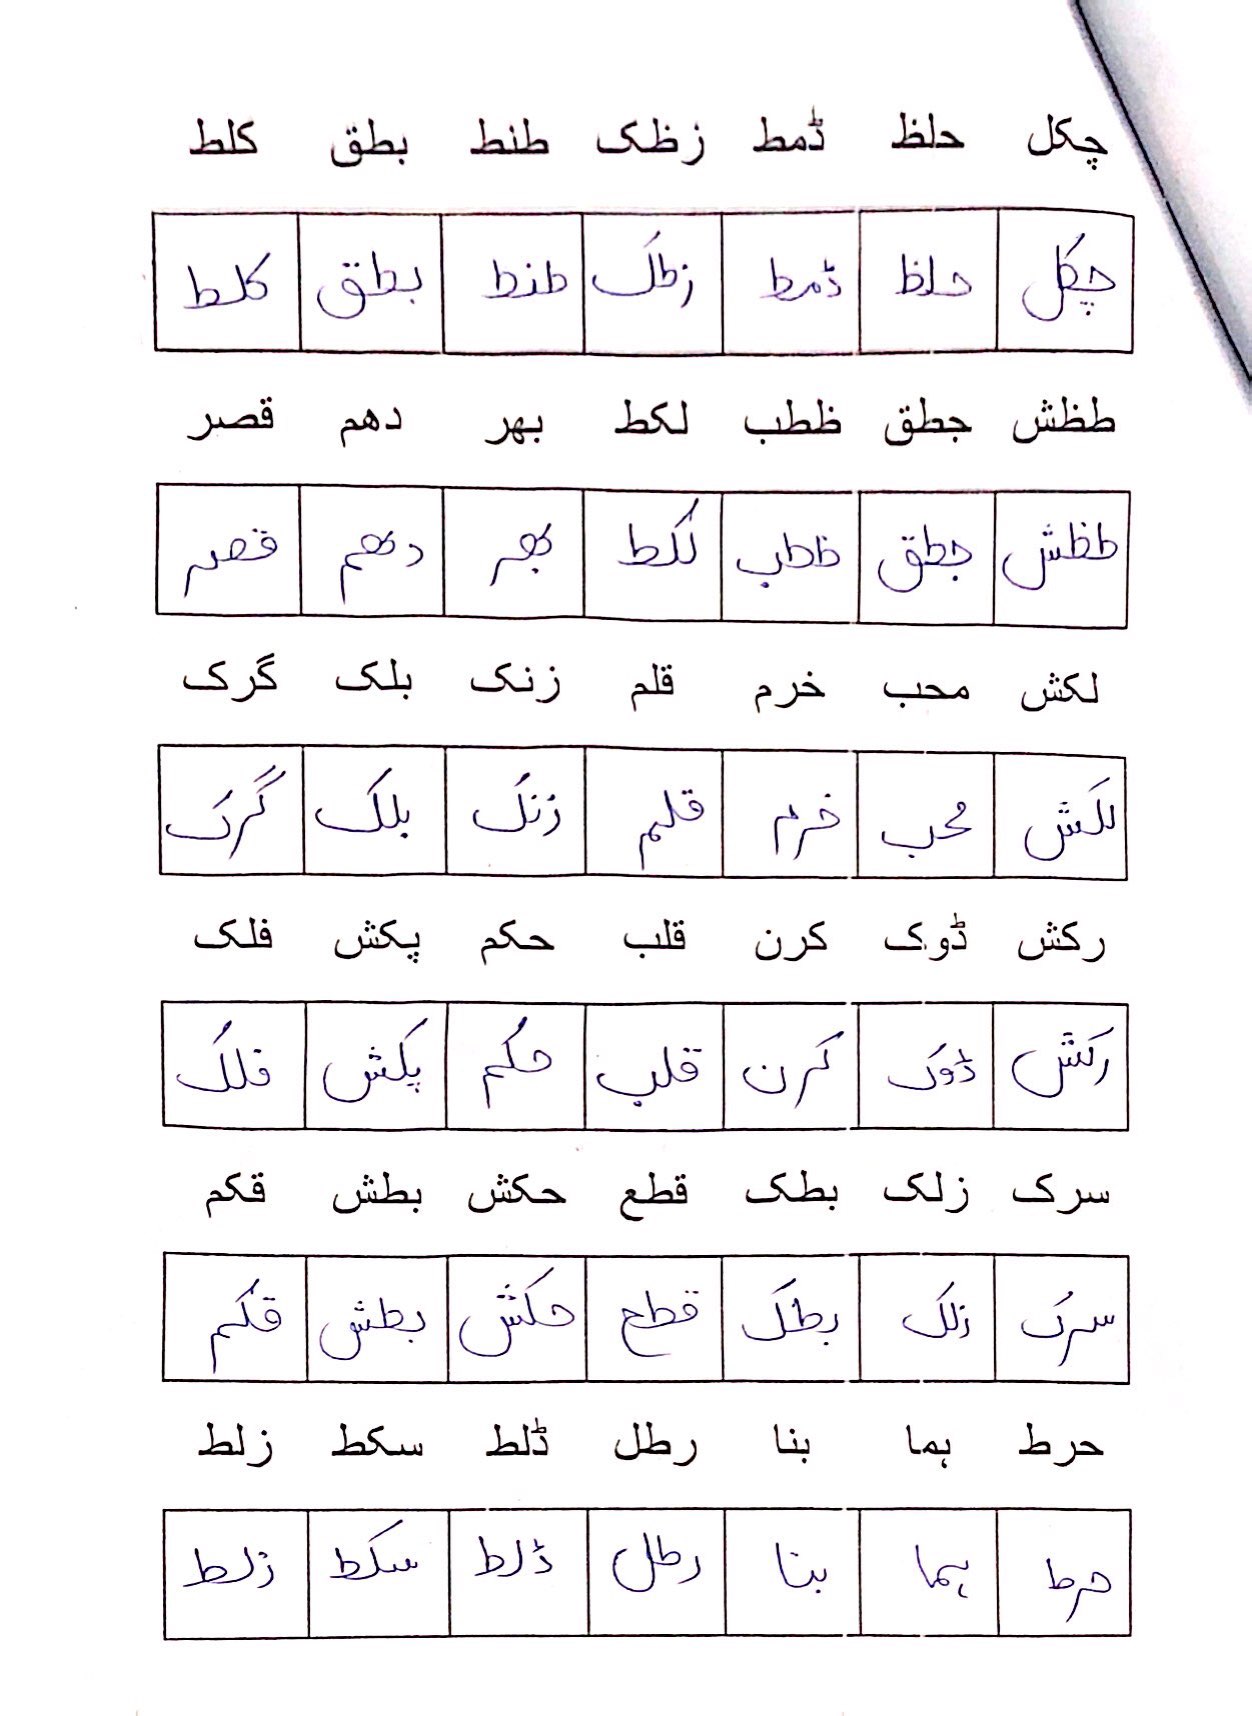 چکل حلظ ڈمط زظک طنط بطق کلط
چکل حلظ ڈمط زطک طنط بطق کلط
طظش جطق ظطب لکط بھر دھم قصر
طظش جطق ظطب لکط بھر دھم قصر
لکش محب خرم قلم زنک بلک گرک
لکش محب خرم قلم زنک بلک گرک
رکش ڈوک کرن قلب حکم پکش فلک
رکش ڈوک کرن قلب حکم پکش فلک
سرک زلک بطک قطع حکش بطش قکم
سرک زلک بطک قطع حکش بطش قکم
حرط ہما بنا رطل ڈلط سکط زلط
حرط ہما بنا رطل ڈلط سکط زلط